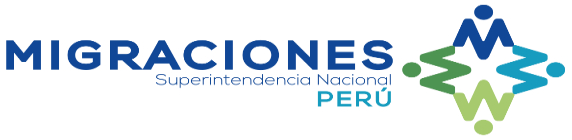 MIGRACIONES
Superintendencia Nacional
PERÚ